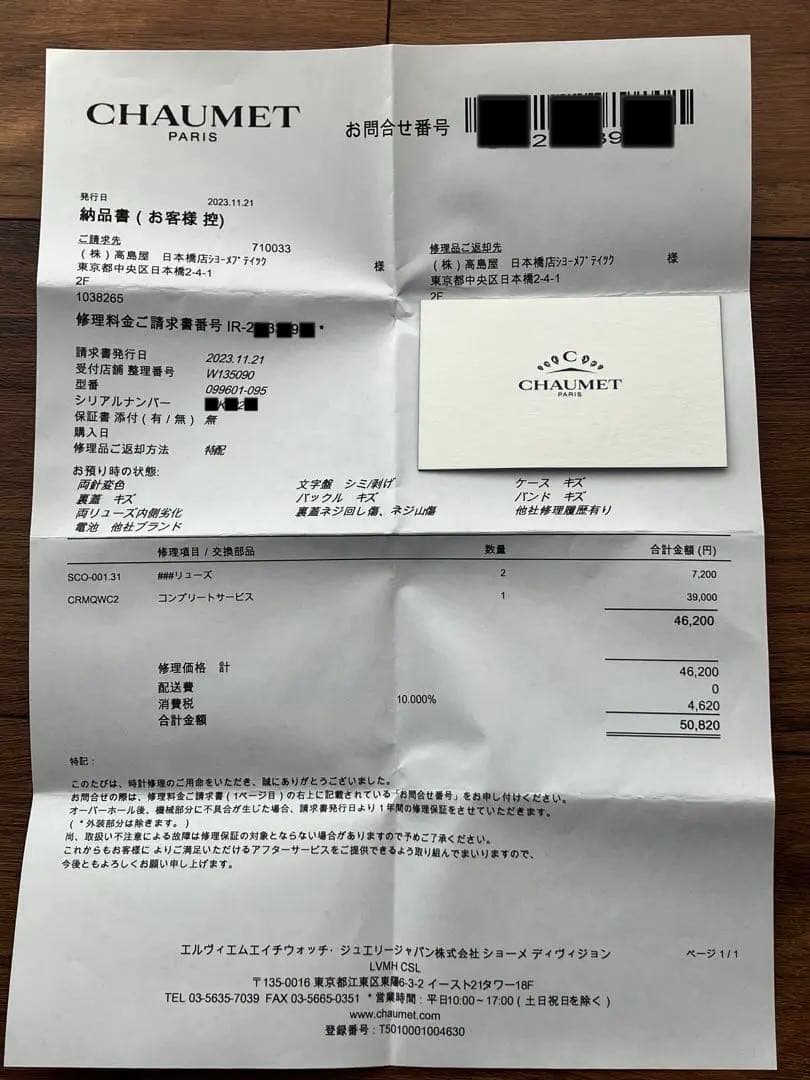 CHAUMET
PARIS
お問合せ番号
2 39
発行日 2023.11.21
納品書 ( お客様 控)
ご請求先 710033
( 株 ) 高島屋 日本橋店ｼｮｰﾒﾌﾞﾃｨｯｸ 様
東京都中央区日本橋2-4-1
2F
1038265
修理品ご返却先
( 株 ) 高島屋 日本橋店ｼｮｰﾒﾌﾞﾃｨｯｸ 様
東京都中央区日本橋2-4-1
2F
修理料金ご請求書番号 IR-2 3 9 *
C
CHAUMET
PARIS
請求書発行日 2023.11.21
受付店舗 整理番号 W135090
型番 099601-095
シリアルナンバー K 2
保証書 添付 ( 有 / 無 ) 無
購入日
修理品ご返却方法 特配
お預り時の状態:
両針変色 文字盤 シミ/剥げ ケース キズ
裏蓋 キズ バックル キズ バンド キズ
両リューズ内側劣化 裏蓋ネジ回し傷、ネジ山傷 他社修理履歴有り
電池 他社ブランド
修理項目 / 交換部品 数量 合計金額 (円)
SCO-001.31 ###リューズ 2 7,200
CRMQWC2 コンプリートサービス 1 39,000
46,200
修理価格 計 46,200
配送費 0
消費税 10.000% 4,620
合計金額 50,820
特記 :
このたびは、時計修理のご用命をいただき、誠にありがとうございました。
お問合せの際は、修理料金ご請求書 ( 1ページ目 ) の右上に記載されている「お問合せ番号」をお申し付けください。
オーバーホール後、機械部分に不具合が生じた場合、請求書発行日より 1 年間の修理保証をさせていただきます。
( * 外装部分は除きます。 )
尚、取扱い不注意による故障は修理保証の対象とならない場合がありますので予めご了承ください。
これからもお客様に よりご満足いただけるアフターサービスをご提供できるよう取り組んでまいりますので、
今後ともよろしくお願い申し上げます。
エルヴィエムエイチウォッチ・ジュエリージャパン株式会社 ショーメ ディヴィジョン
ページ 1 / 1
LVMH CSL
〒135-0016 東京都江東区東陽6-3-2 イースト21タワー18F
TEL 03-5635-7039 FAX 03-5665-0351 * 営業時間 : 平日10:00～17:00 ( 土日祝日を除く )
www.chaumet.com
登録番号 : T5010001004630